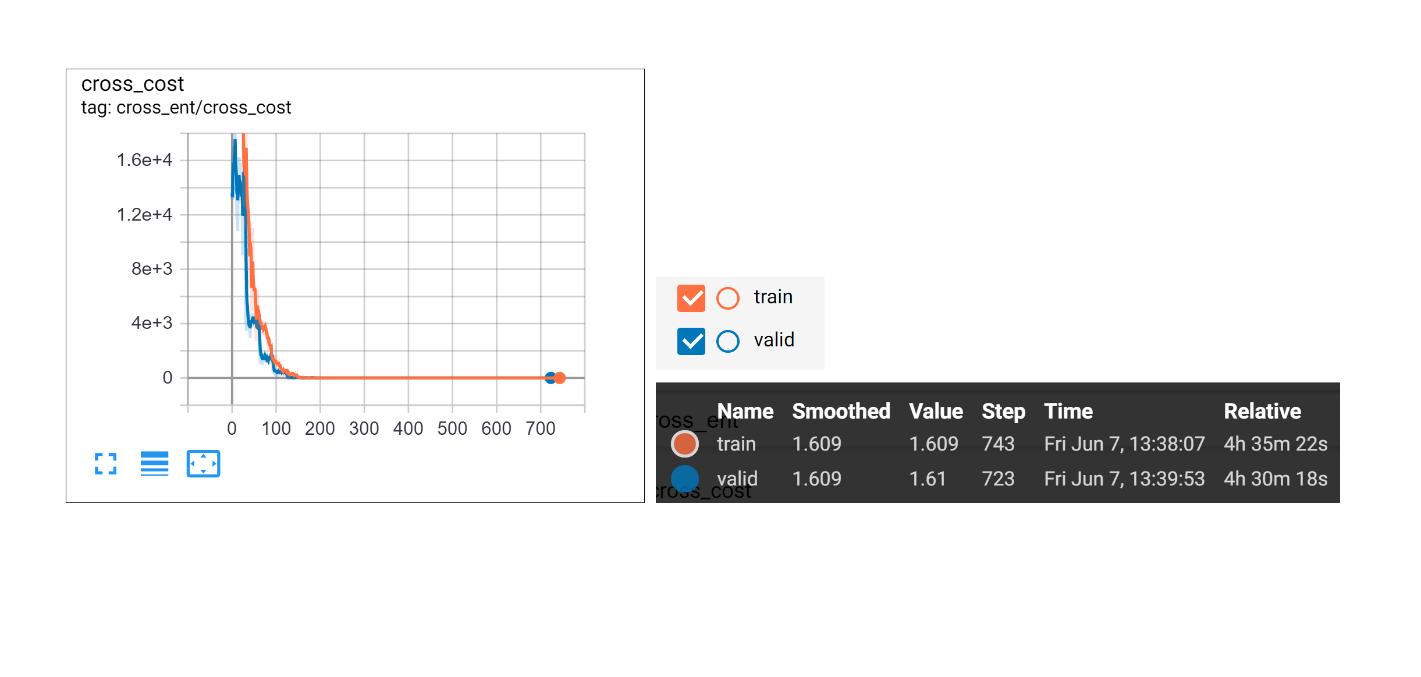 cross_cost
tag: cross_ent/cross_cost
1.6e+4
1.2e+4
8e+3
4e+3
0
0 100 200 300 400 500 600 700
train
valid
Name Smoothed Value Step Time Relative
train 1.609 1.609 743 Fri Jun 7, 13:38:07 4h 35m 22s
valid 1.609 1.61 723 Fri Jun 7, 13:39:53 4h 30m 18s
ross_ent
cross_cost